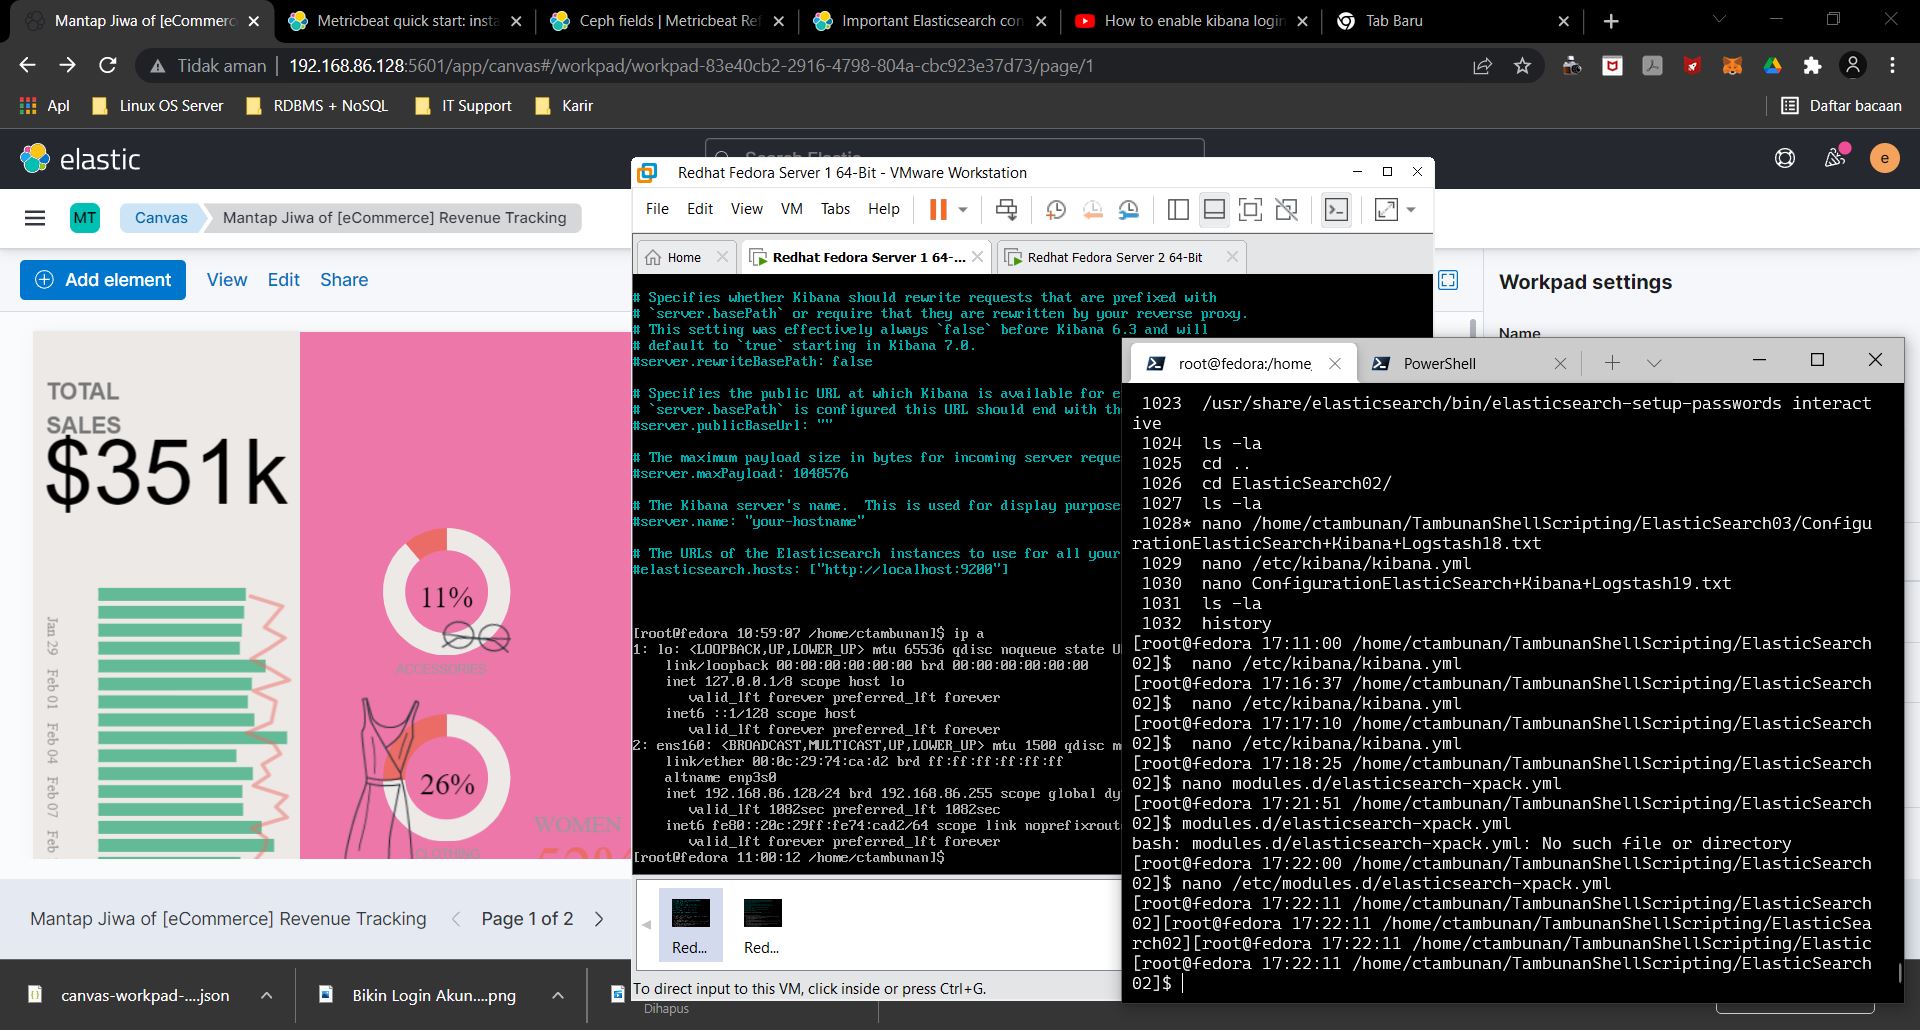 Mantap Jiwa of [eCommerc
Metricbeat quick start: insta
Ceph fields | Metricbeat Ref
Important Elasticsearch con
How to enable kibana login
Tab Baru
Tidak aman
192.168.86.128:5601/app/canvas#/workpad/workpad-83e40cb2-2916-4798-804a-cbc923e37d73/page/1
Apl
Linux OS Server
RDBMS + NoSQL
IT Support
Karir
Daftar bacaan
elastic
Search Elastic
e
MT
Canvas
Mantap Jiwa of [eCommerce] Revenue Tracking
Add element
View
Edit
Share
Workpad settings
Name
TOTAL
SALES
$351k
Jan 29
Feb 01
Feb 04
Feb 07
11%
ACCESSORIES
26%
CLOTHING
WOMEN
Mantap Jiwa of [eCommerce] Revenue Tracking
Page 1 of 2
canvas-workpad-....json
Bikin Login Akun....png
Dihapus
Redhat Fedora Server 1 64-Bit - VMware Workstation
File
Edit
View
VM
Tabs
Help
Home
Redhat Fedora Server 1 64-...
Redhat Fedora Server 2 64-Bit
# Specifies whether Kibana should rewrite requests that are prefixed with
# `server.basePath` or require that they are rewritten by your reverse proxy.
# This setting was effectively always `false` before Kibana 6.3 and will
# default to `true` starting in Kibana 7.0.
#server.rewriteBasePath: false
# Specifies the public URL at which Kibana is available for e
# `server.basePath` is configured this URL should end with th
#server.publicBaseUrl: ""
# The maximum payload size in bytes for incoming server reque
#server.maxPayload: 1048576
# The Kibana server's name.  This is used for display purpose
#server.name: "your-hostname"
# The URLs of the Elasticsearch instances to use for all your
#elasticsearch.hosts: ["http://localhost:9200"]
[root@fedora 10:59:07 /home/ctambunan]$ ip a
1: lo: <LOOPBACK,UP,LOWER_UP> mtu 65536 qdisc noqueue state U
link/loopback 00:00:00:00:00:00 brd 00:00:00:00:00:00
inet 127.0.0.1/8 scope host lo
valid_lft forever preferred_lft forever
inet6 ::1/128 scope host
valid_lft forever preferred_lft forever
2: ens160: <BROADCAST,MULTICAST,UP,LOWER_UP> mtu 1500 qdisc m
link/ether 00:0c:29:74:ca:d2 brd ff:ff:ff:ff:ff:ff
altname enp3s0
inet 192.168.86.128/24 brd 192.168.86.255 scope global dy
valid_lft 1082sec preferred_lft 1082sec
inet6 fe80::20c:29ff:fe74:cad2/64 scope link noprefixrout
valid_lft forever preferred_lft forever
[root@fedora 11:00:12 /home/ctambunan]$
Red...
Red...
To direct input to this VM, click inside or press Ctrl+G.
root@fedora:/home,
PowerShell
1023  /usr/share/elasticsearch/bin/elasticsearch-setup-passwords interact
ive
1024  ls -la
1025  cd ..
1026  cd ElasticSearch02/
1027  ls -la
1028* nano /home/ctambunan/TambunanShellScripting/ElasticSearch03/Configu
rationElasticSearch+Kibana+Logstash18.txt
1029  nano /etc/kibana/kibana.yml
1030  nano ConfigurationElasticSearch+Kibana+Logstash19.txt
1031  ls -la
1032  history
[root@fedora 17:11:00 /home/ctambunan/TambunanShellScripting/ElasticSearch
02]$  nano /etc/kibana/kibana.yml
[root@fedora 17:16:37 /home/ctambunan/TambunanShellScripting/ElasticSearch
02]$  nano /etc/kibana/kibana.yml
[root@fedora 17:17:10 /home/ctambunan/TambunanShellScripting/ElasticSearch
02]$  nano /etc/kibana/kibana.yml
[root@fedora 17:18:25 /home/ctambunan/TambunanShellScripting/ElasticSearch
02]$ nano modules.d/elasticsearch-xpack.yml
[root@fedora 17:21:51 /home/ctambunan/TambunanShellScripting/ElasticSearch
02]$ modules.d/elasticsearch-xpack.yml
bash: modules.d/elasticsearch-xpack.yml: No such file or directory
[root@fedora 17:22:00 /home/ctambunan/TambunanShellScripting/ElasticSearch
02]$ nano /etc/modules.d/elasticsearch-xpack.yml
[root@fedora 17:22:11 /home/ctambunan/TambunanShellScripting/ElasticSearch
02][root@fedora 17:22:11 /home/ctambunan/TambunanShellScripting/ElasticSea
rch02][root@fedora 17:22:11 /home/ctambunan/TambunanShellScripting/Elastic
[root@fedora 17:22:11 /home/ctambunan/TambunanShellScripting/ElasticSearch
02]$